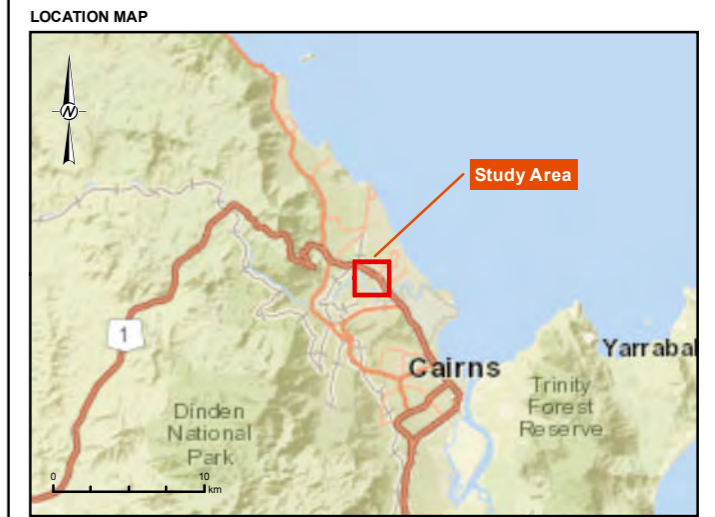 LOCATION MAP
N
Study Area
1
Yarrabal
Cairns
Trinity
Forest
Reserve
Dinden
National
Park
0 10
km